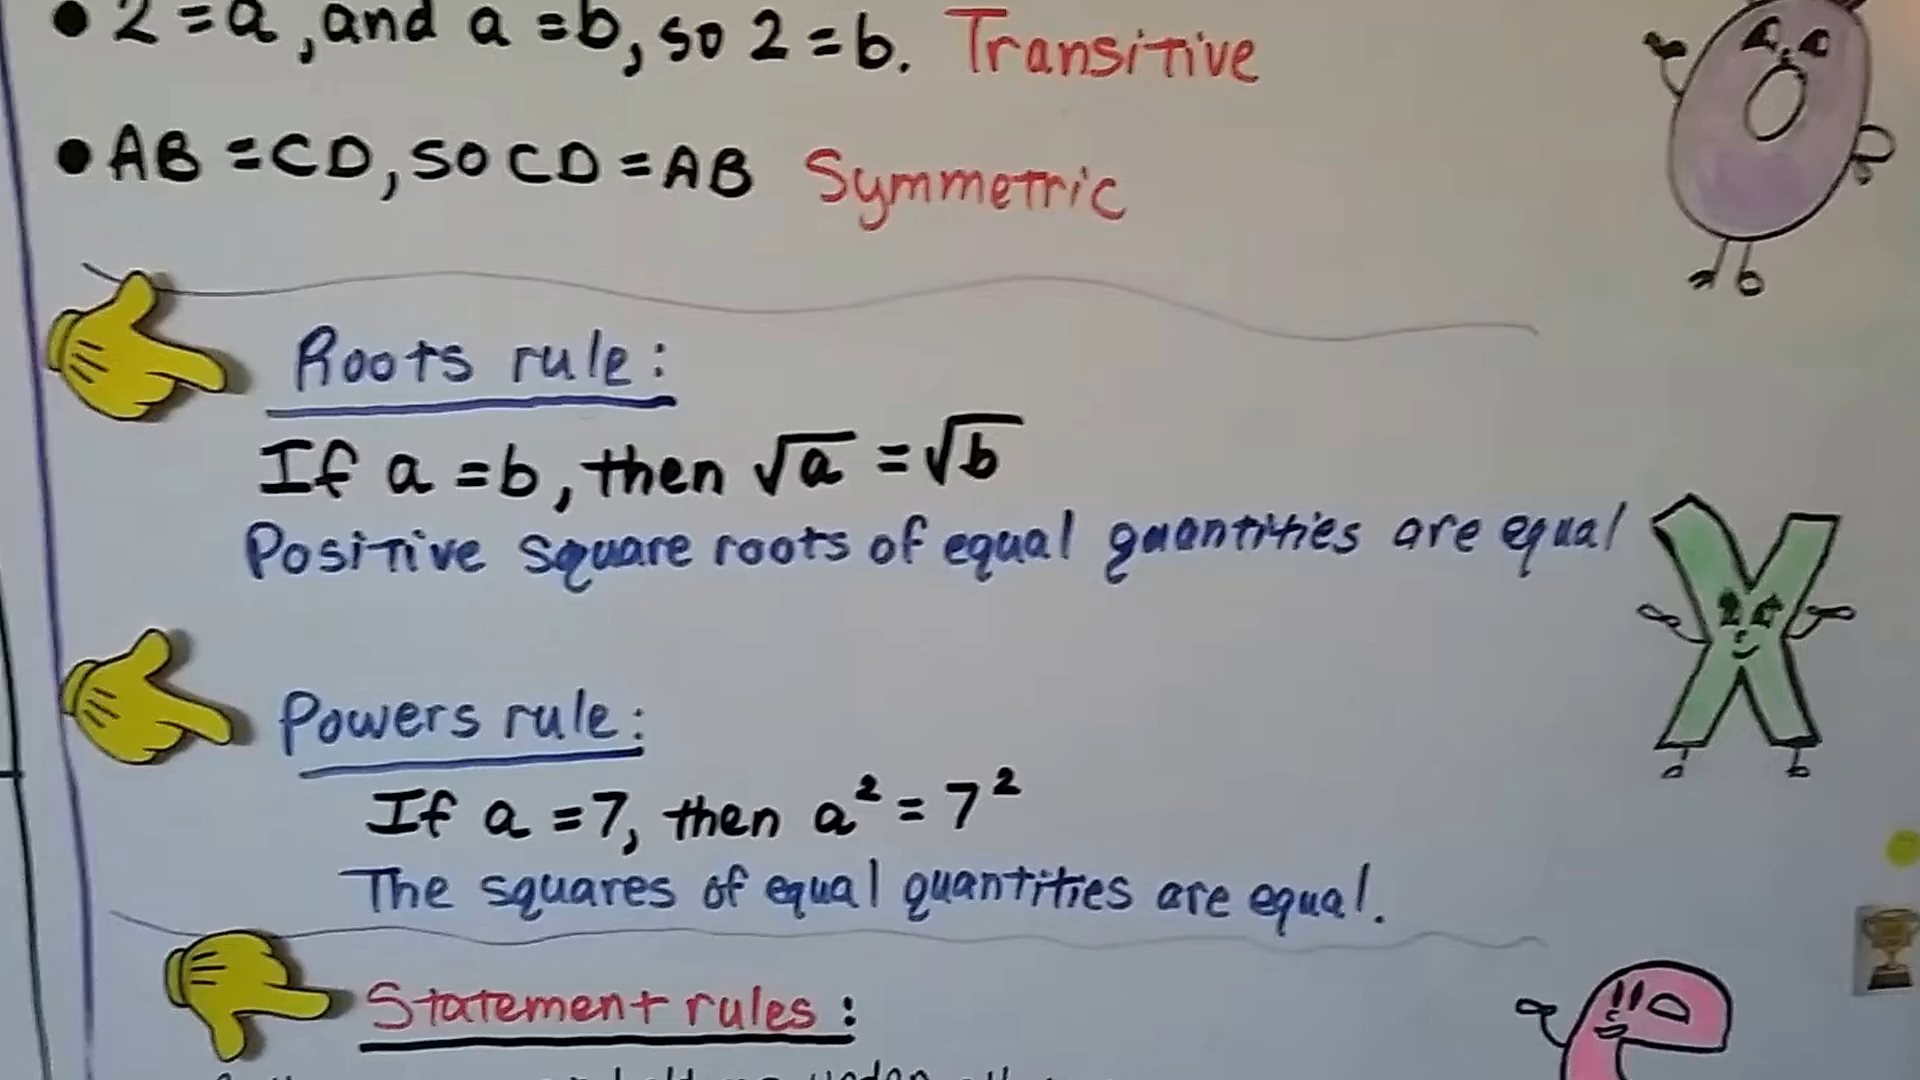 • 2 = a, and a = b, so 2 = b. Transitive
• AB = CD, so CD = AB Symmetric
Roots rule:
If a = b, then √a = √b
Positive square roots of equal quantities are equal
Powers rule:
If a = 7, then a² = 7²
The squares of equal quantities are equal.
Statement rules: